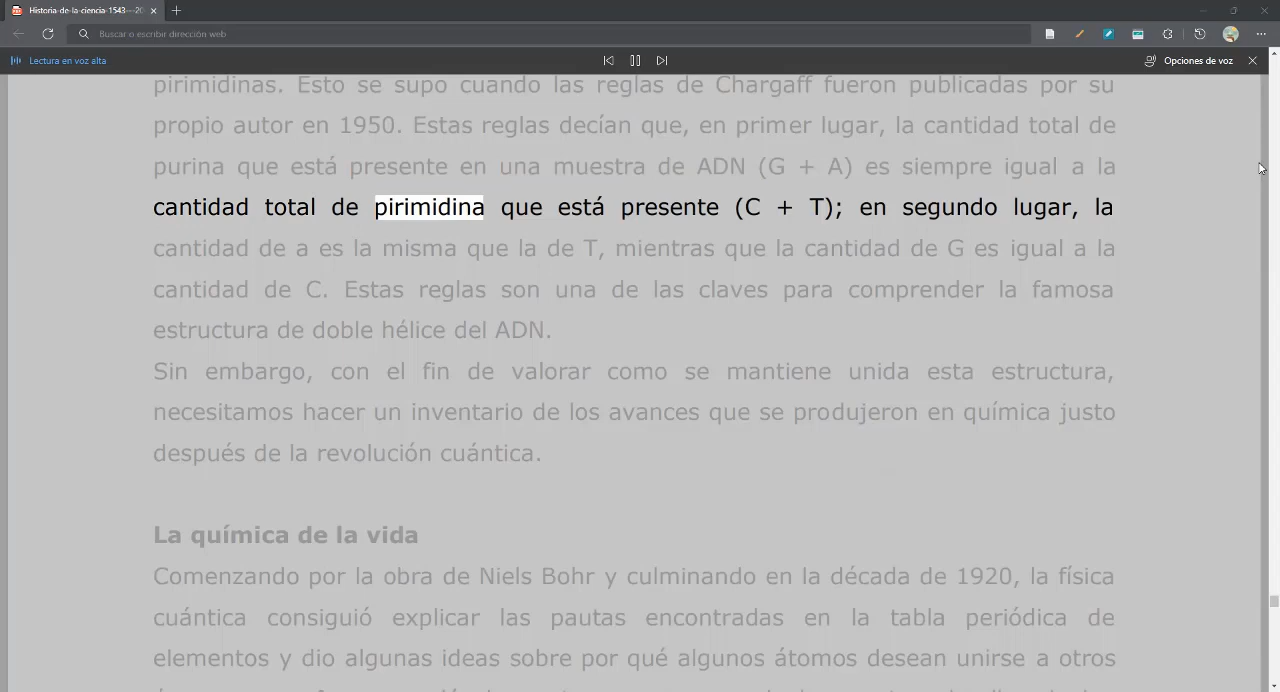 Historia-de-la-ciencia-1543---20
Buscar o escribir dirección web
Lectura en voz alta
Opciones de voz
pirimidinas. Esto se supo cuando las reglas de Chargaff fueron publicadas por su
propio autor en 1950. Estas reglas decían que, en primer lugar, la cantidad total de
purina que está presente en una muestra de ADN (G + A) es siempre igual a la
cantidad total de pirimidina que está presente (C + T); en segundo lugar, la
cantidad de a es la misma que la de T, mientras que la cantidad de G es igual a la
cantidad de C. Estas reglas son una de las claves para comprender la famosa
estructura de doble hélice del ADN.
Sin embargo, con el fin de valorar como se mantiene unida esta estructura,
necesitamos hacer un inventario de los avances que se produjeron en química justo
después de la revolución cuántica.
La química de la vida
Comenzando por la obra de Niels Bohr y culminando en la década de 1920, la física
cuántica consiguió explicar las pautas encontradas en la tabla periódica de
elementos y dio algunas ideas sobre por qué algunos átomos desean unirse a otros